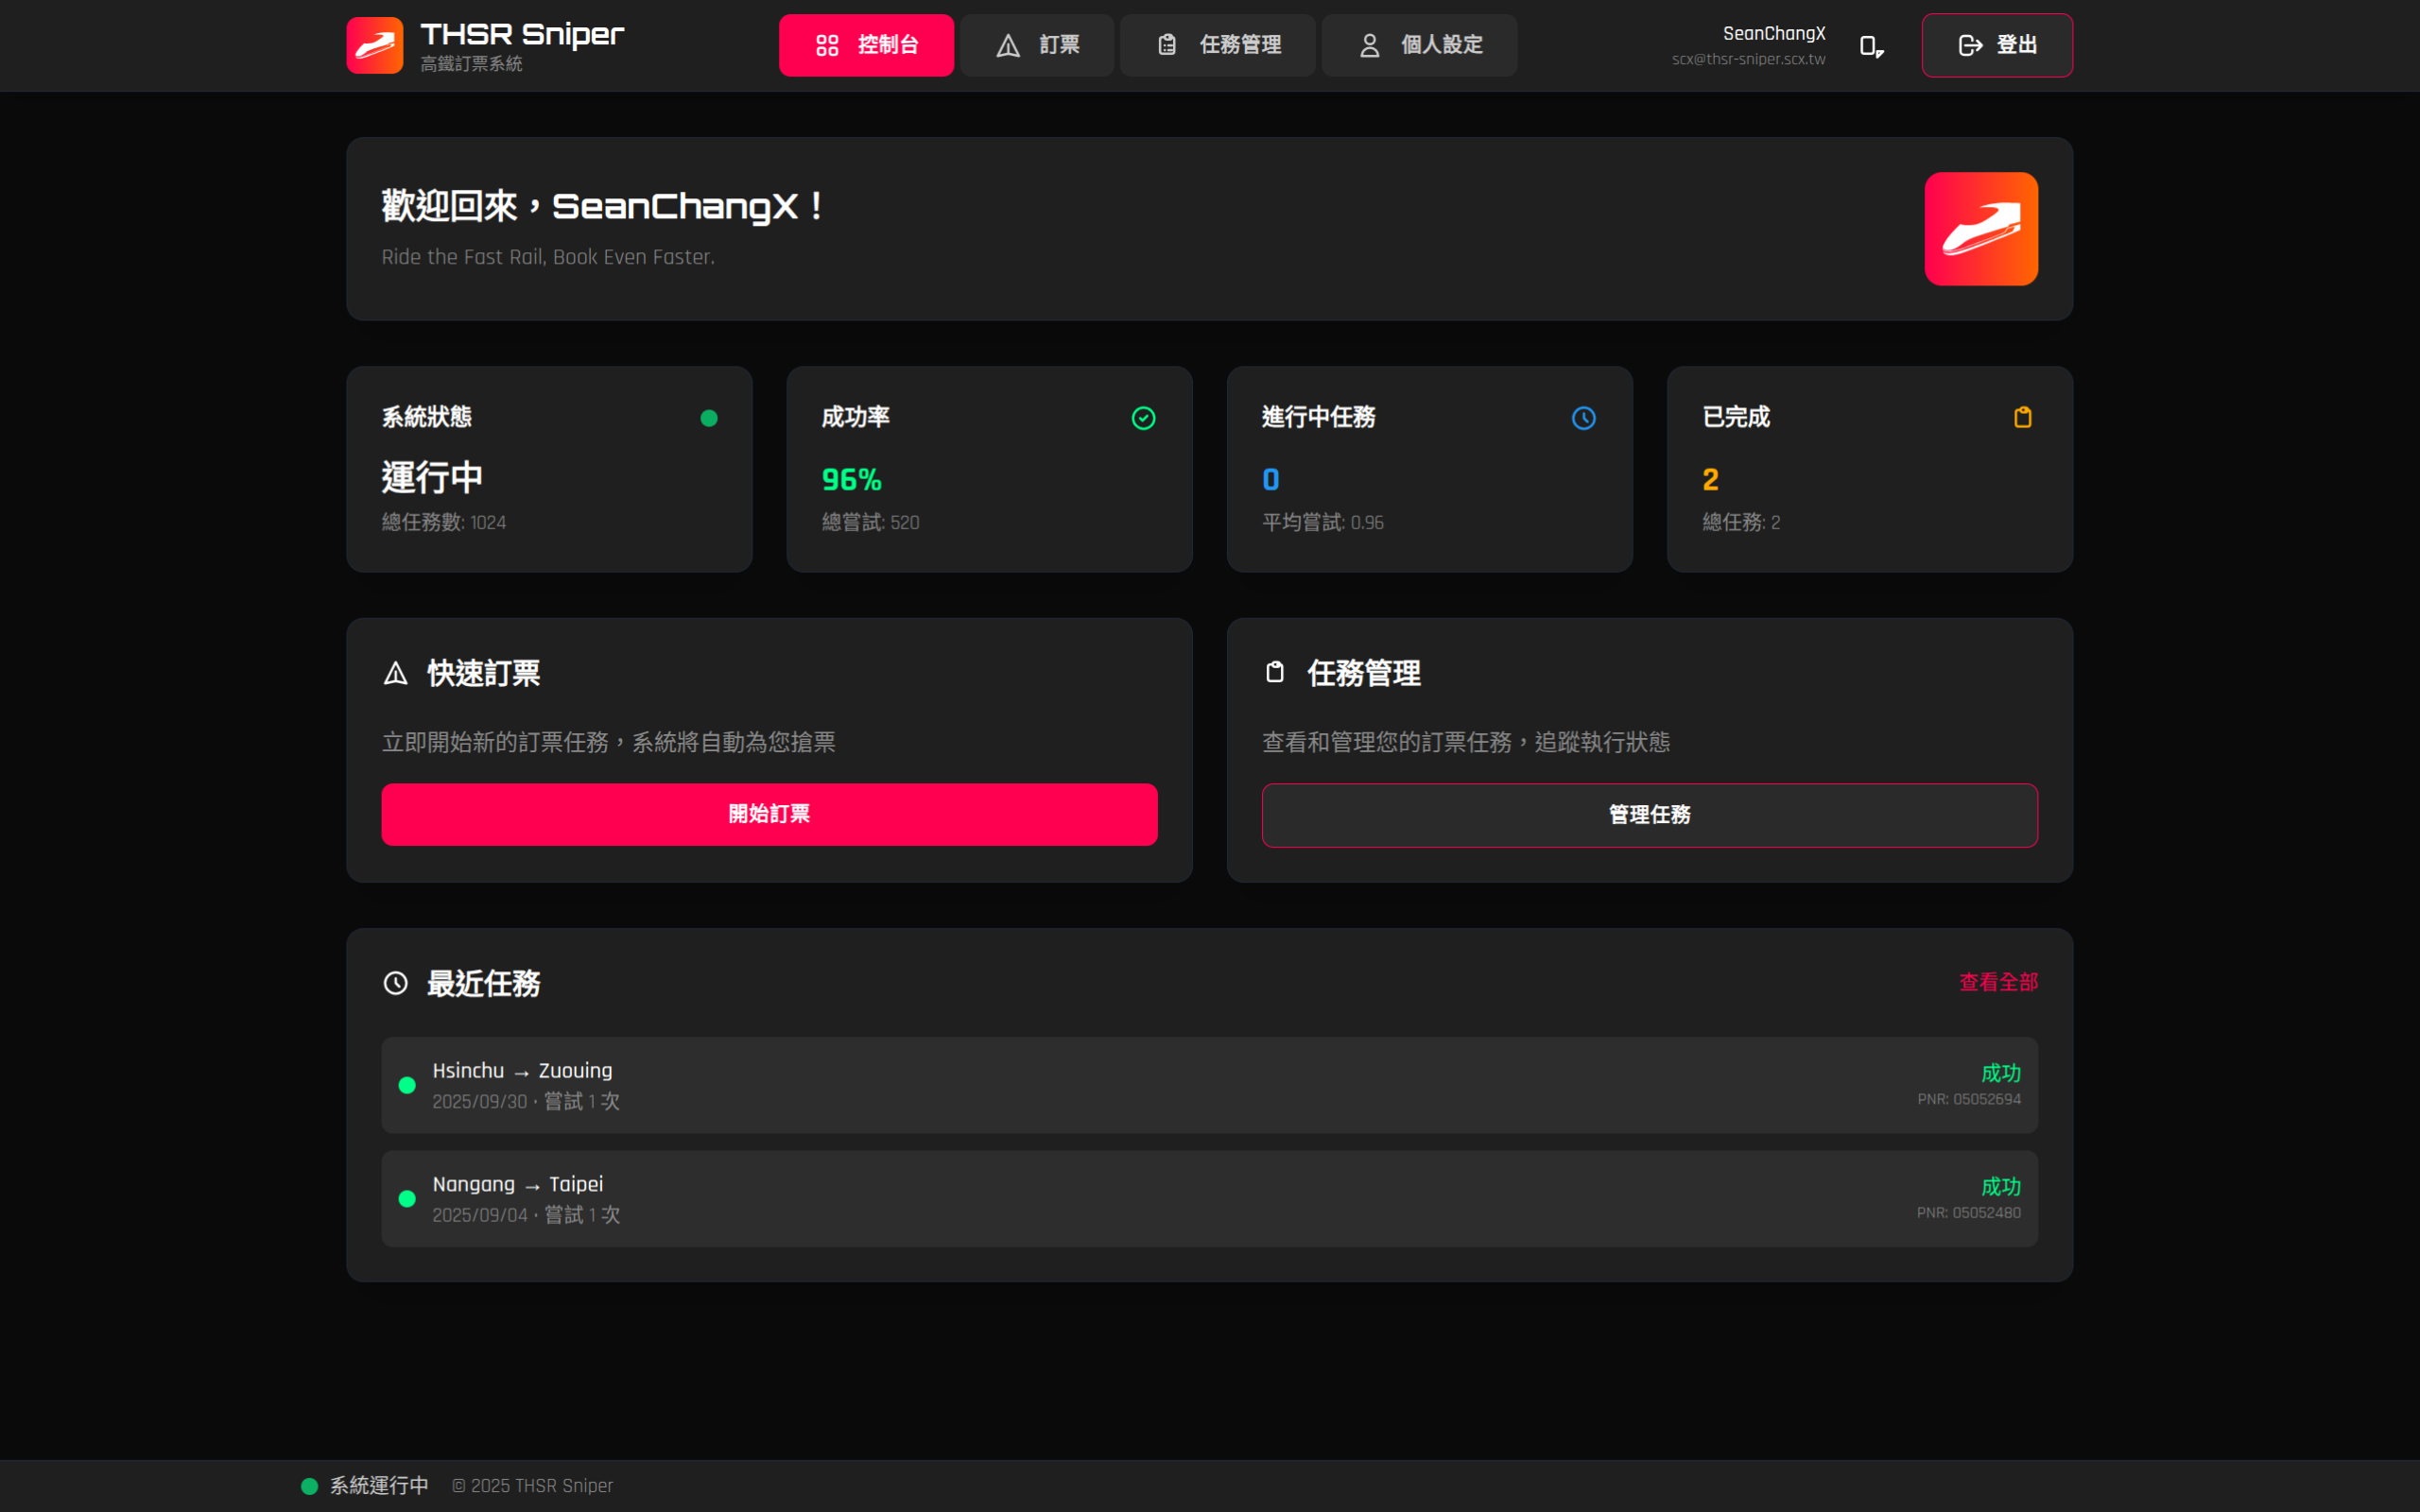 THSR Sniper
高鐵訂票系統
控制台
訂票
任務管理
個人設定
SeanChangX
scx@thsr-sniper.scx.tw
登出
歡迎回來，SeanChangX！
Ride the Fast Rail, Book Even Faster.
系統狀態
運行中
總任務數: 1024
成功率
96%
總嘗試: 520
進行中任務
0
平均嘗試: 0.96
已完成
2
總任務: 2
快速訂票
立即開始新的訂票任務，系統將自動為您搶票
開始訂票
任務管理
查看和管理您的訂票任務，追蹤執行狀態
管理任務
最近任務
查看全部
Hsinchu → Zuouing
2025/09/30 • 嘗試 1 次
成功
PNR: 05052694
Nangang → Taipei
2025/09/04 • 嘗試 1 次
成功
PNR: 05052480
系統運行中
© 2025 THSR Sniper